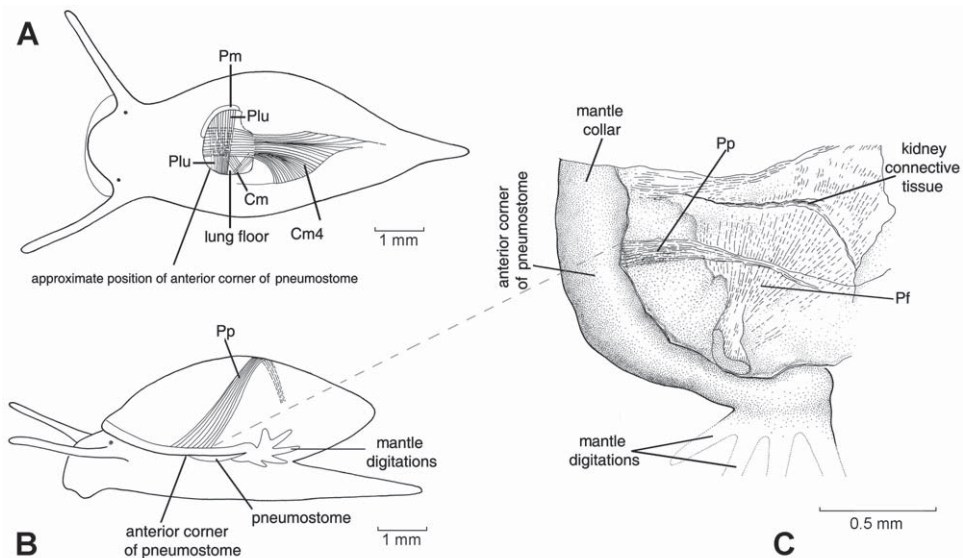 A
Pm
Plu
Plu
Cm
lung floor
Cm4
1 mm
approximate position of anterior corner of pneumostome
B
Pp
mantle
digitations
pneumostome
anterior corner
of pneumostome
1 mm
C
mantle
collar
Pp
kidney
connective
tissue
anterior corner
of pneumostome
Pf
mantle
digitations
0.5 mm